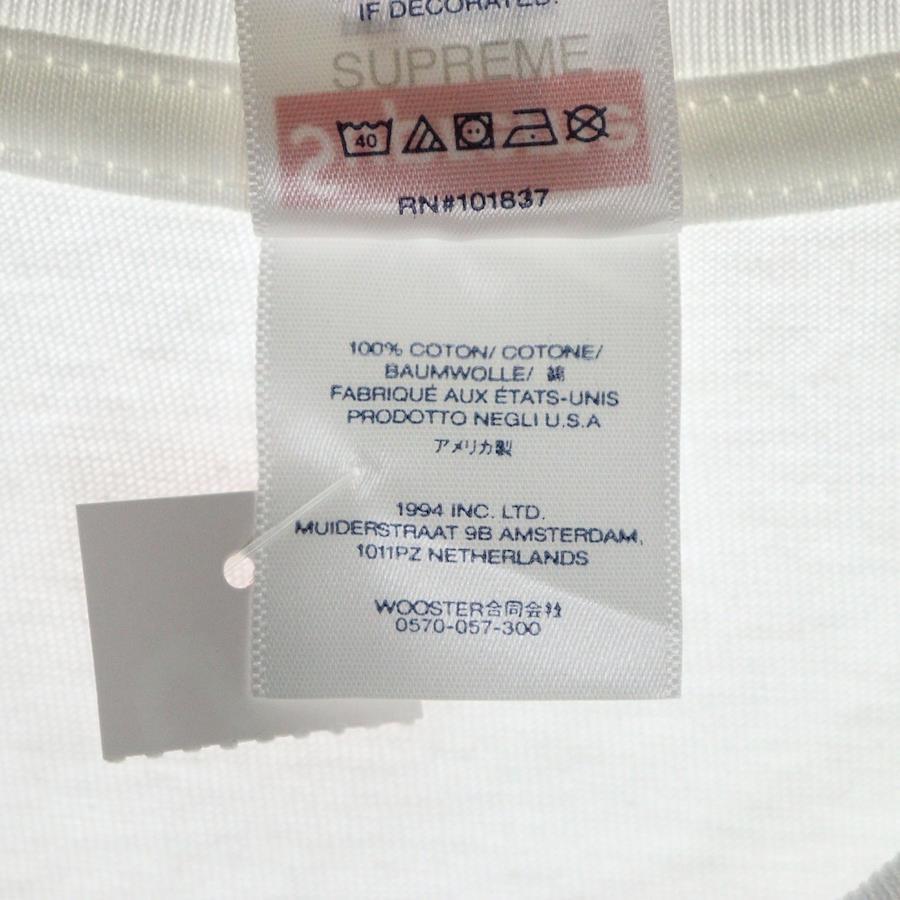 IF DECORATED.
SUPREME
40
RN#101837
100% COTON/ COTONE/
BAUMWOLLE/ 綿
FABRIQUÉ AUX ÉTATS-UNIS
PRODOTTO NEGLI U.S.A
アメリカ製
1994 INC. LTD.
MUIDERSTRAAT 9B AMSTERDAM,
1011PZ NETHERLANDS
WOOSTER合同会社
0570-057-300